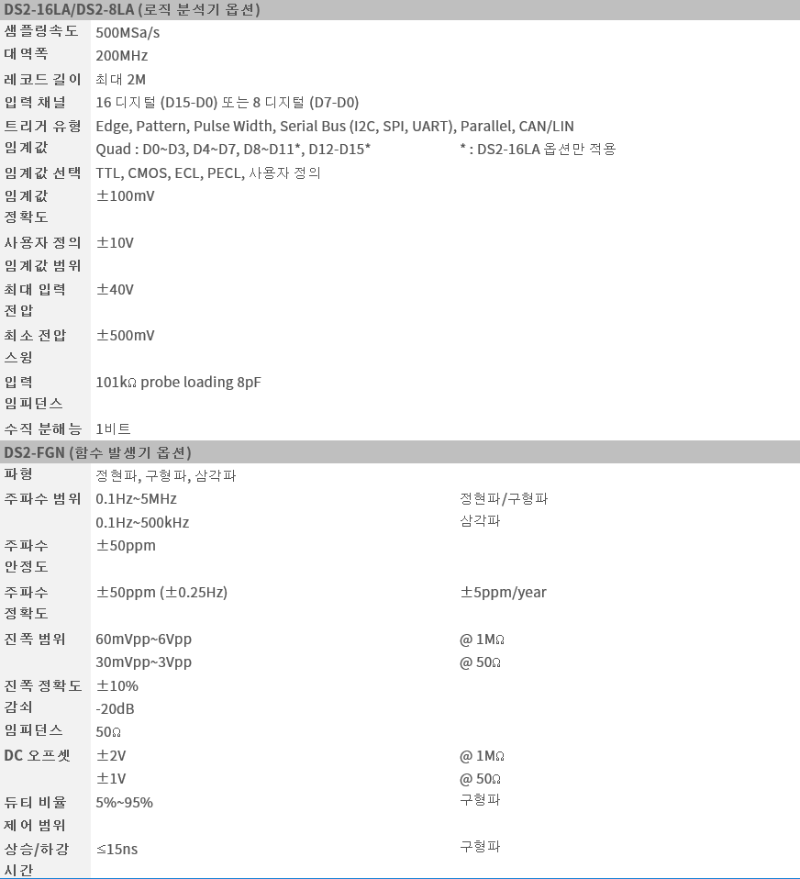 DS2-16LA/DS2-8LA (로직 분석기 옵션)
샘플링속도 500MSa/s
대역폭 200MHz
레코드 길이 최대 2M
입력 채널 16 디지털 (D15-D0) 또는 8 디지털 (D7-D0)
트리거 유형 Edge, Pattern, Pulse Width, Serial Bus (I2C, SPI, UART), Parallel, CAN/LIN
임계값 Quad : D0~D3, D4~D7, D8~D11*, D12-D15* * : DS2-16LA 옵션만 적용
임계값 선택 TTL, CMOS, ECL, PECL, 사용자 정의
임계값 ±100mV
정확도
사용자 정의 ±10V
임계값 범위
최대 입력 ±40V
전압
최소 전압 ±500mV
스윙
입력 101kΩ probe loading 8pF
임피던스
수직 분해능 1비트
DS2-FGN (함수 발생기 옵션)
파형 정현파, 구형파, 삼각파
주파수 범위 0.1Hz~5MHz 정현파/구형파
0.1Hz~500kHz 삼각파
주파수 ±50ppm
안정도
주파수 ±50ppm (±0.25Hz) ±5ppm/year
정확도
진폭 범위 60mVpp~6Vpp @ 1MΩ
30mVpp~3Vpp @ 50Ω
진폭 정확도 ±10%
감쇠 -20dB
임피던스 50Ω
DC 오프셋 ±2V @ 1MΩ
±1V @ 50Ω
듀티 비율 5%~95% 구형파
제어 범위
상승/하강 ≤15ns 구형파
시간